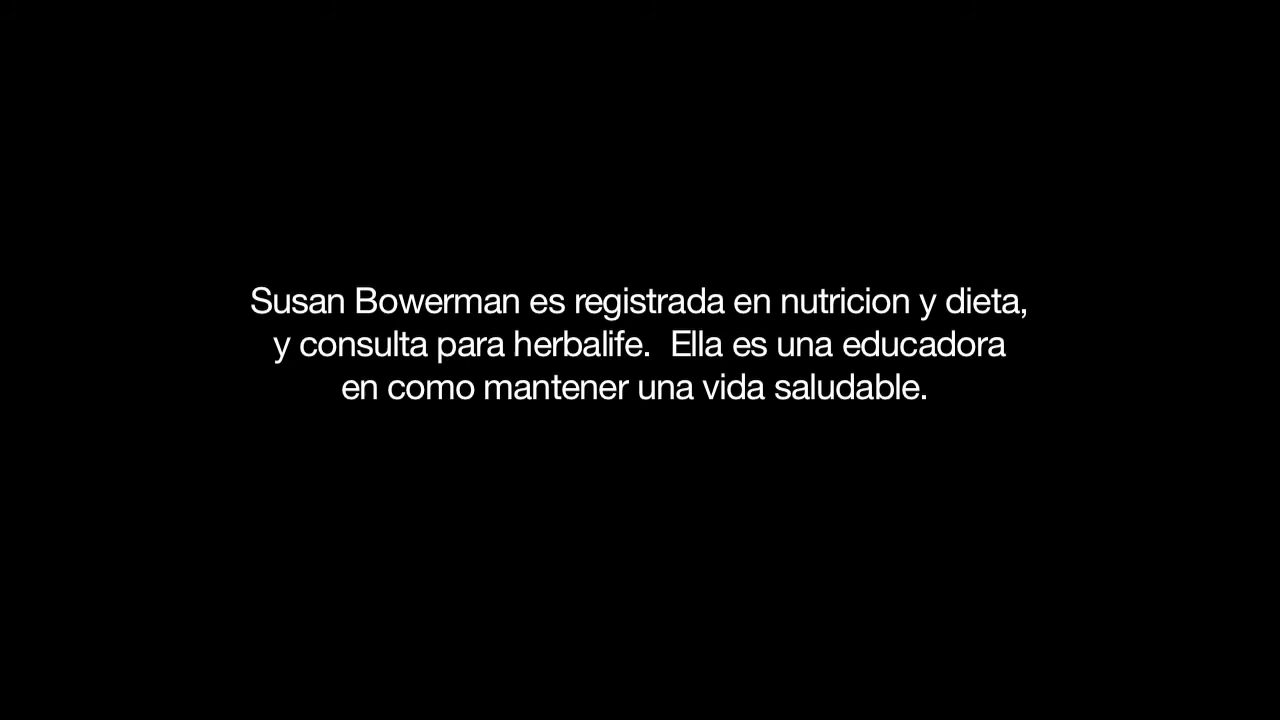 Susan Bowerman es registrada en nutricion y dieta,
y consulta para herbalife.  Ella es una educadora
en como mantener una vida saludable.